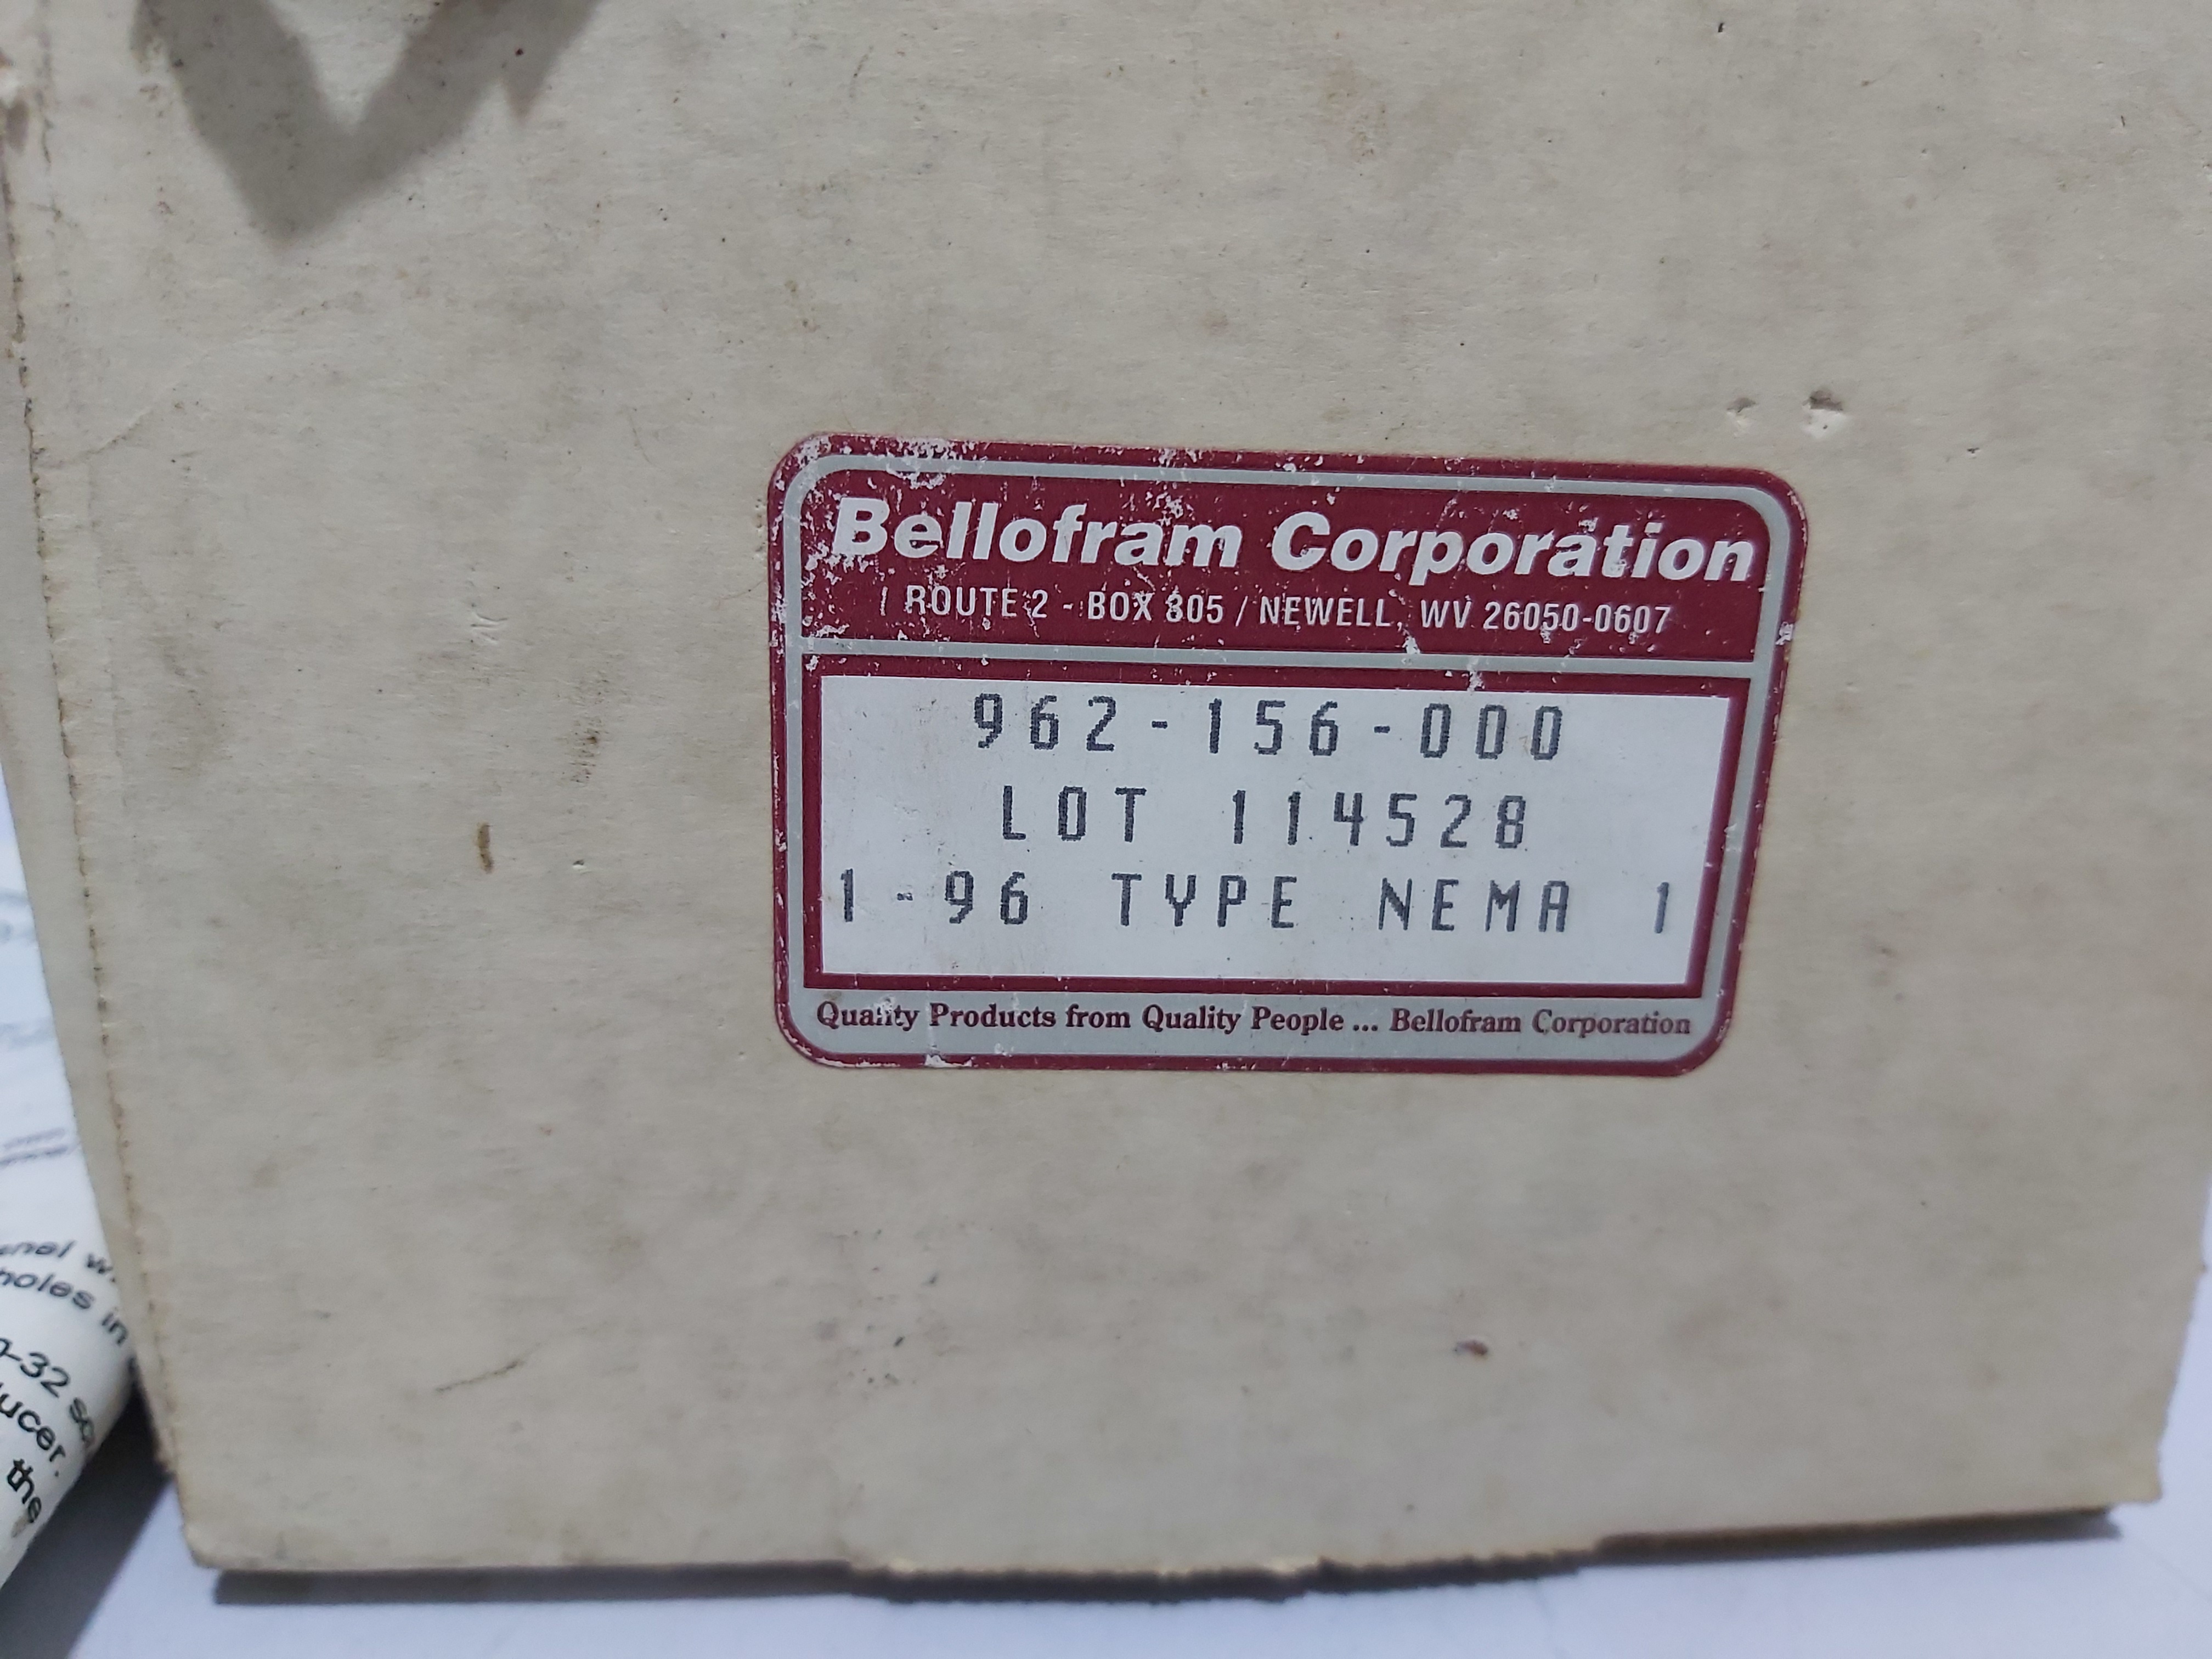 Bellofram Corporation
/ ROUTE 2 - BOX 305 / NEWELL, WV 26050-0607
962-156-000
LOT 114528
1-96 TYPE NEMA 1
Quality Products from Quality People ... Bellofram Corporation
holes in
-32
ucer.
the